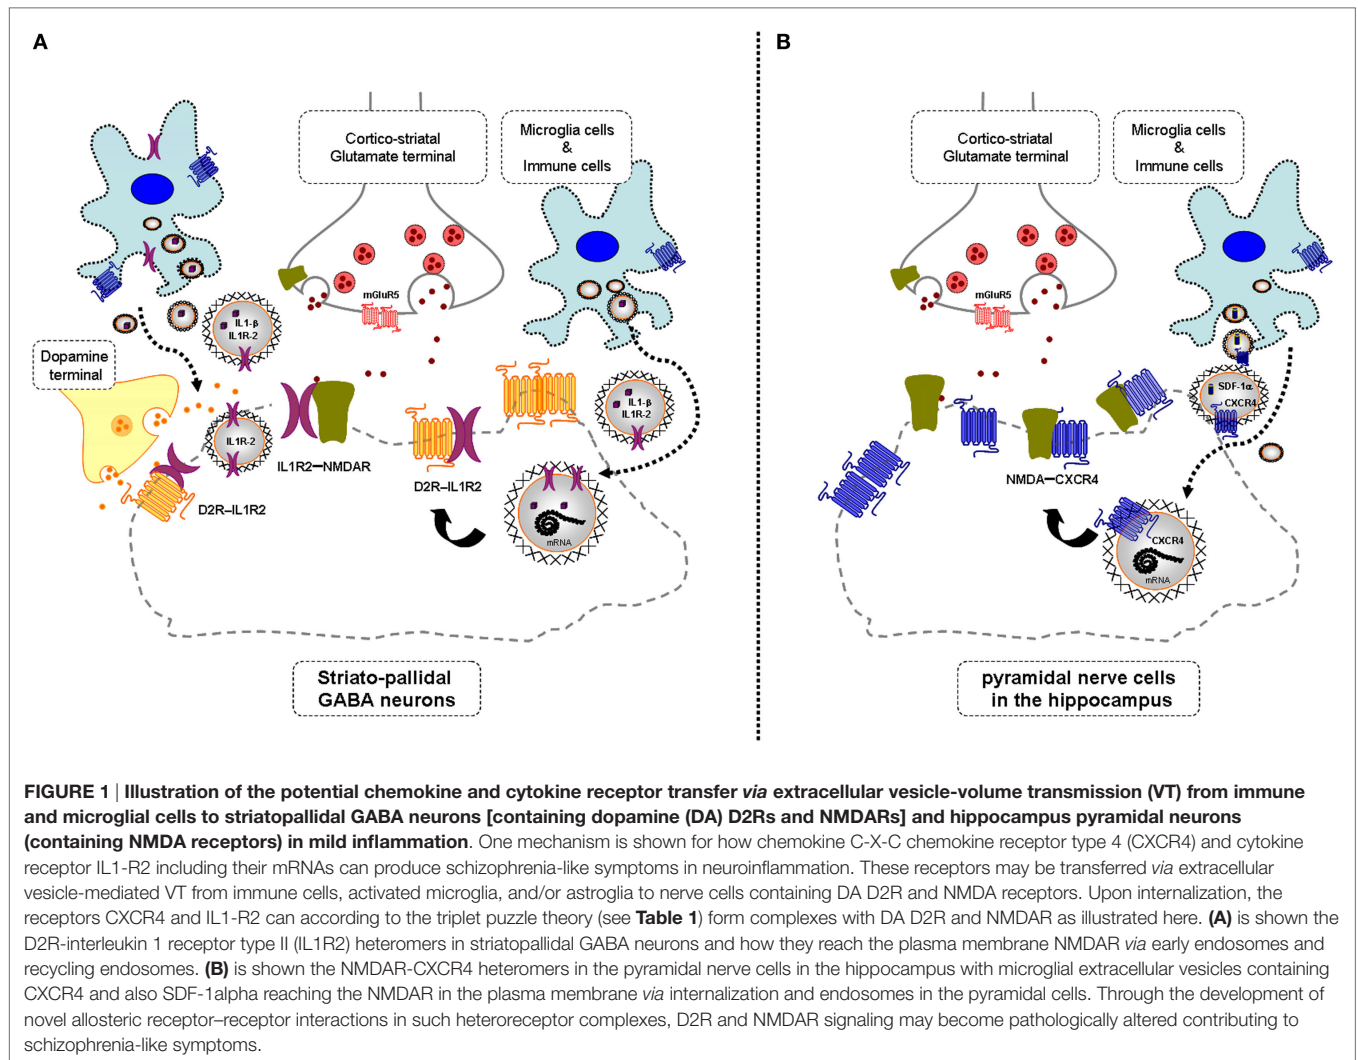 A
Cortico-striatal
Glutamate terminal
Microglia cells
&
Immune cells
mGluR5
IL1-β
IL1R-2
Dopamine
terminal
IL1R-2
IL1-β
IL1R-2
IL1R2–NMDAR
D2R–IL1R2
D2R–IL1R2
mRNA
Striato-pallidal
GABA neurons
B
Cortico-striatal
Glutamate terminal
Microglia cells
&
Immune cells
mGluR5
SDF-1α
CXCR4
NMDA–CXCR4
CXCR4
mRNA
pyramidal nerve cells
in the hippocampus
FIGURE 1 | Illustration of the potential chemokine and cytokine receptor transfer via extracellular vesicle-volume transmission (VT) from immune
and microglial cells to striatopallidal GABA neurons [containing dopamine (DA) D2Rs and NMDARs] and hippocampus pyramidal neurons
(containing NMDA receptors) in mild inflammation. One mechanism is shown for how chemokine C-X-C chemokine receptor type 4 (CXCR4) and cytokine
receptor IL1-R2 including their mRNAs can produce schizophrenia-like symptoms in neuroinflammation. These receptors may be transferred via extracellular
vesicle-mediated VT from immune cells, activated microglia, and/or astroglia to nerve cells containing DA D2R and NMDA receptors. Upon internalization, the
receptors CXCR4 and IL1-R2 can according to the triplet puzzle theory (see Table 1) form complexes with DA D2R and NMDAR as illustrated here. (A) is shown the
D2R-interleukin 1 receptor type II (IL1R2) heteromers in striatopallidal GABA neurons and how they reach the plasma membrane NMDAR via early endosomes and
recycling endosomes. (B) is shown the NMDAR-CXCR4 heteromers in the pyramidal nerve cells in the hippocampus with microglial extracellular vesicles containing
CXCR4 and also SDF-1alpha reaching the NMDAR in the plasma membrane via internalization and endosomes in the pyramidal cells. Through the development of
novel allosteric receptor–receptor interactions in such heteroreceptor complexes, D2R and NMDAR signaling may become pathologically altered contributing to
schizophrenia-like symptoms.